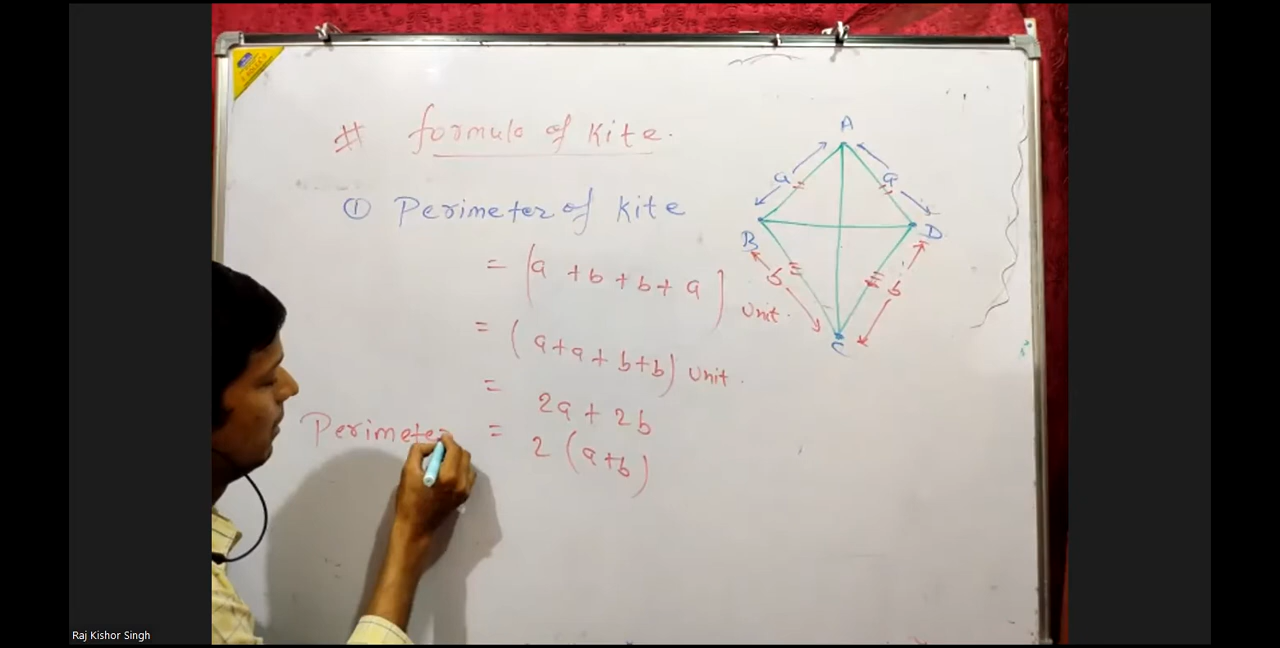 # formula of Kite.
① Perimeter of Kite
= (a + b + b + a) Unit.
= (a+a+b+b) Unit.
= 2a + 2b
Perimeter = 2 (a+b)
A
a
a
B
D
b
b
C
Raj Kishor Singh